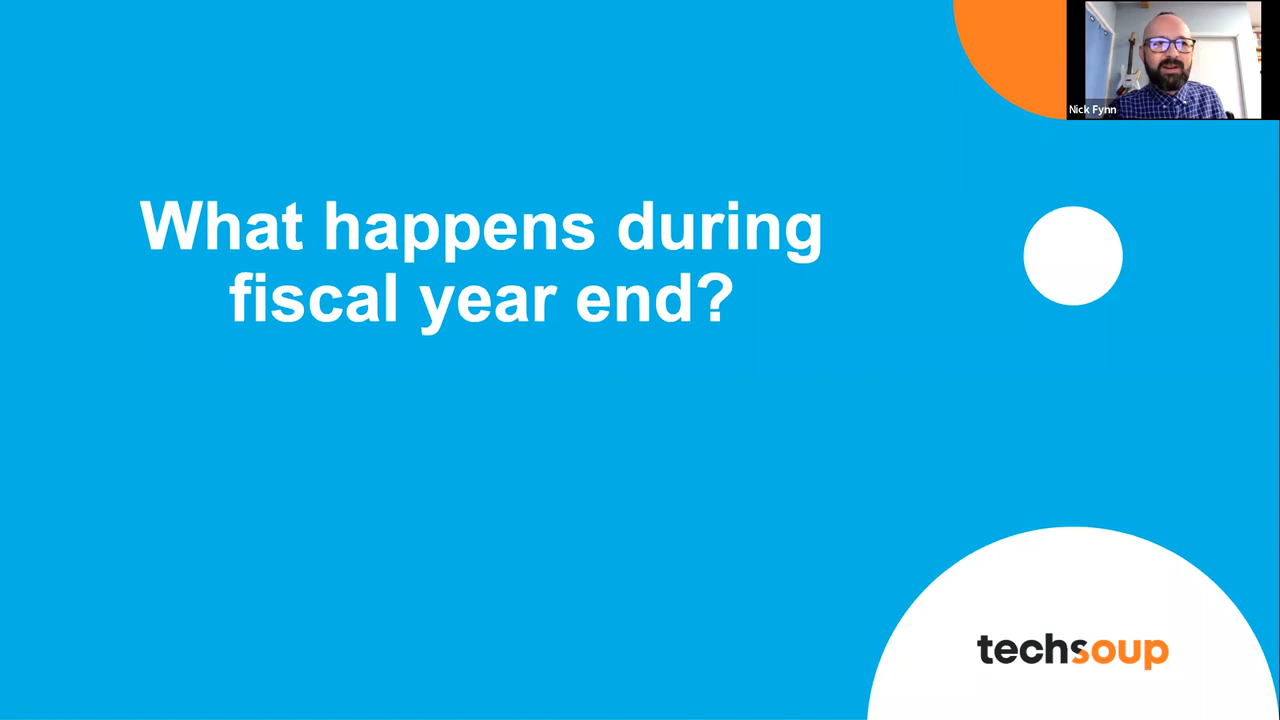 Nick Fynn
What happens during
fiscal year end?
techsoup